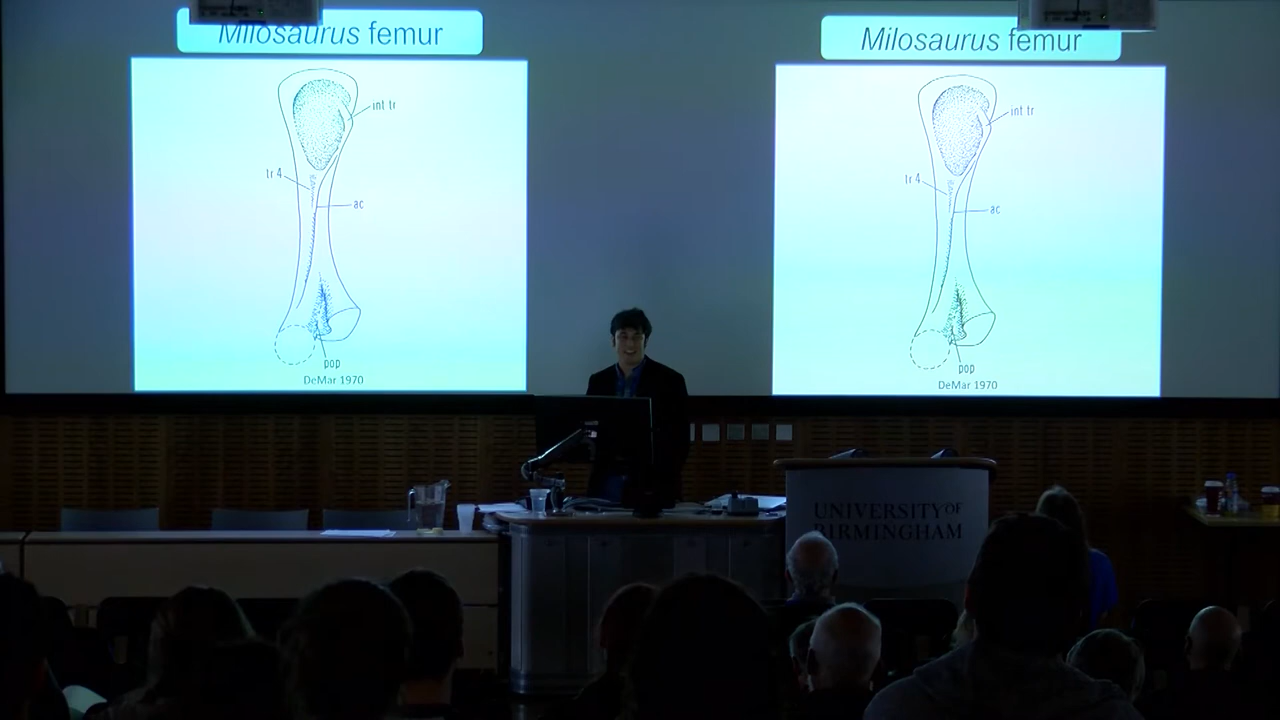 Milosaurus femur
int tr
tr 4
ac
pop
DeMar 1970
Milosaurus femur
int tr
tr 4
ac
pop
DeMar 1970
UNIVERSITY OF
BIRMINGHAM